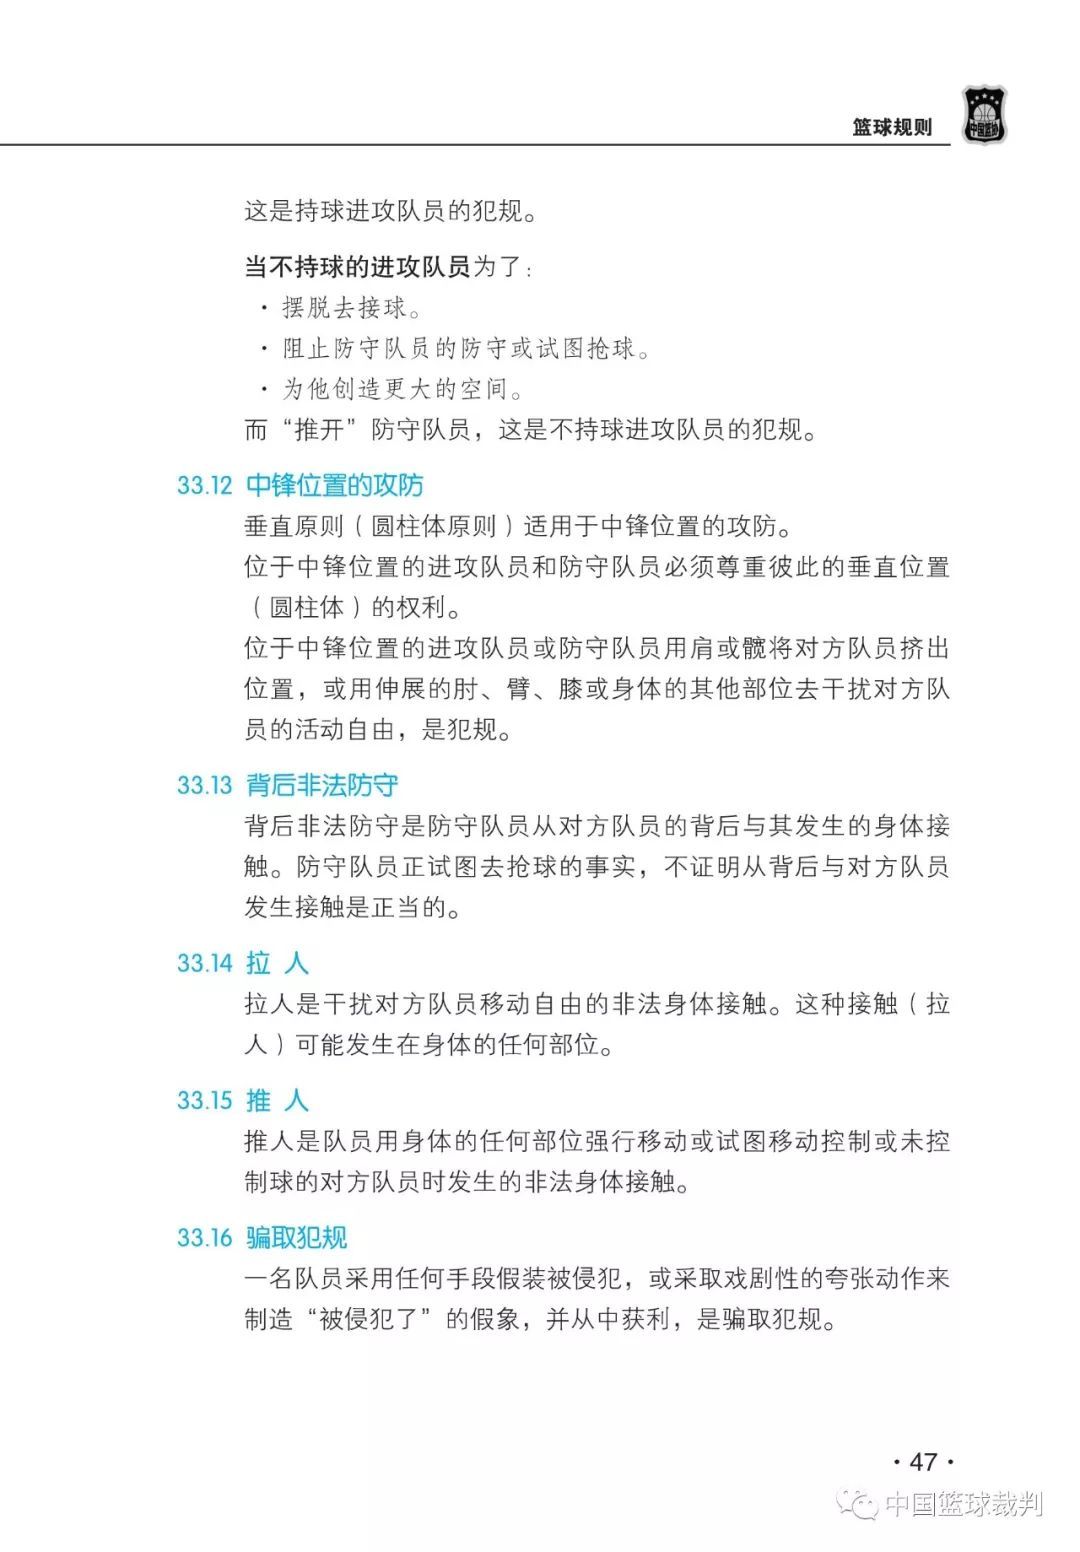 篮球规则
中国篮协
这是持球进攻队员的犯规。
当不持球的进攻队员为了:
· 摆脱去接球。
· 阻止防守队员的防守或试图抢球。
· 为他创造更大的空间。
而“推开”防守队员，这是不持球进攻队员的犯规。
33.12 中锋位置的攻防
垂直原则（圆柱体原则）适用于中锋位置的攻防。
位于中锋位置的进攻队员和防守队员必须尊重彼此的垂直位置
（圆柱体）的权利。
位于中锋位置的进攻队员或防守队员用肩或髋将对方队员挤出
位置，或用伸展的肘、臂、膝或身体的其他部位去干扰对方队
员的活动自由，是犯规。
33.13 背后非法防守
背后非法防守是防守队员从对方队员的背后与其发生的身体接
触。防守队员正试图去抢球的事实，不证明从背后与对方队员
发生接触是正当的。
33.14 拉 人
拉人是干扰对方队员移动自由的非法身体接触。这种接触（拉
人）可能发生在身体的任何部位。
33.15 推 人
推人是队员用身体的任何部位强行移动或试图移动控制或未控
制球的对方队员时发生的非法身体接触。
33.16 骗取犯规
一名队员采用任何手段假装被侵犯，或采取戏剧性的夸张动作来
制造“被侵犯了”的假象，并从中获利，是骗取犯规。
· 47 ·
中国篮球裁判